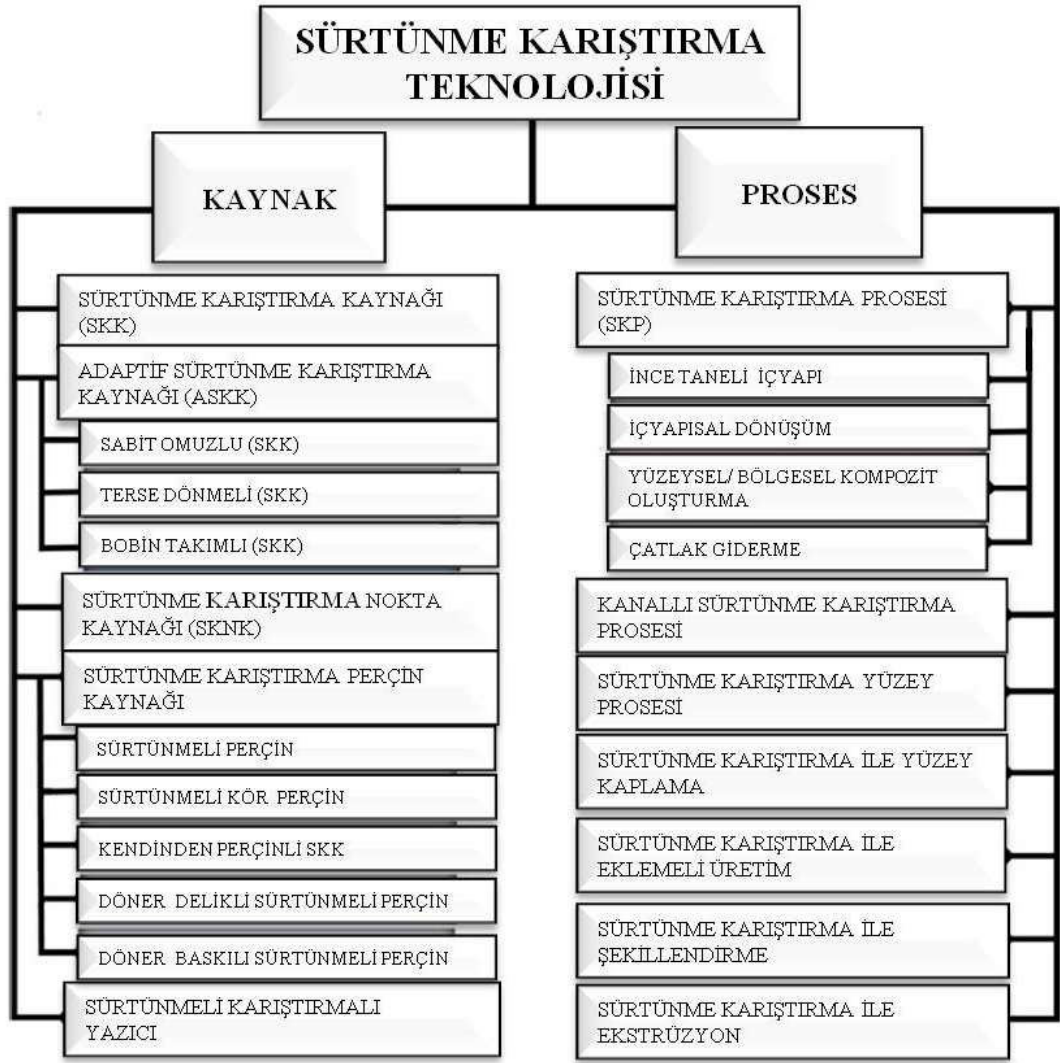 SÜRTÜNME KARIŞTIRMA
TEKNOLOJİSİ
KAYNAK
SÜRTÜNME KARIŞTIRMA KAYNAĞI
(SKK)
ADAPTİF SÜRTÜNME KARIŞTIRMA
KAYNAĞI (ASKK)
SABİT OMUZLU (SKK)
TERSE DÖNMELİ (SKK)
BOBİN TAKIMLI (SKK)
SÜRTÜNME KARIŞTIRMA NOKTA
KAYNAĞI (SKNK)
SÜRTÜNME KARIŞTIRMA PERÇİN
KAYNAĞI
SÜRTÜNMELİ PERÇİN
SÜRTÜNMELİ KÖR PERÇİN
KENDİNDEN PERÇİNLİ SKK
DÖNER DELİKLİ SÜRTÜNMELİ PERÇİN
DÖNER BASKILI SÜRTÜNMELİ PERÇİN
SÜRTÜNMELİ KARIŞTIRMALI
YAZICI
PROSES
SÜRTÜNME KARIŞTIRMA PROSESİ
(SKP)
İNCE TANELİ İÇYAPI
İÇYAPISAL DÖNÜŞÜM
YÜZEYSEL/ BÖLGESEL KOMPOZİT
OLUŞTURMA
ÇATLAK GİDERME
KANALLI SÜRTÜNME KARIŞTIRMA
PROSESİ
SÜRTÜNME KARIŞTIRMA YÜZEY
PROSESİ
SÜRTÜNME KARIŞTIRMA İLE YÜZEY
KAPLAMA
SÜRTÜNME KARIŞTIRMA İLE
EKLEMELİ ÜRETİM
SÜRTÜNME KARIŞTIRMA İLE
ŞEKİLLENDİRME
SÜRTÜNME KARIŞTIRMA İLE
EKSTRÜZYON